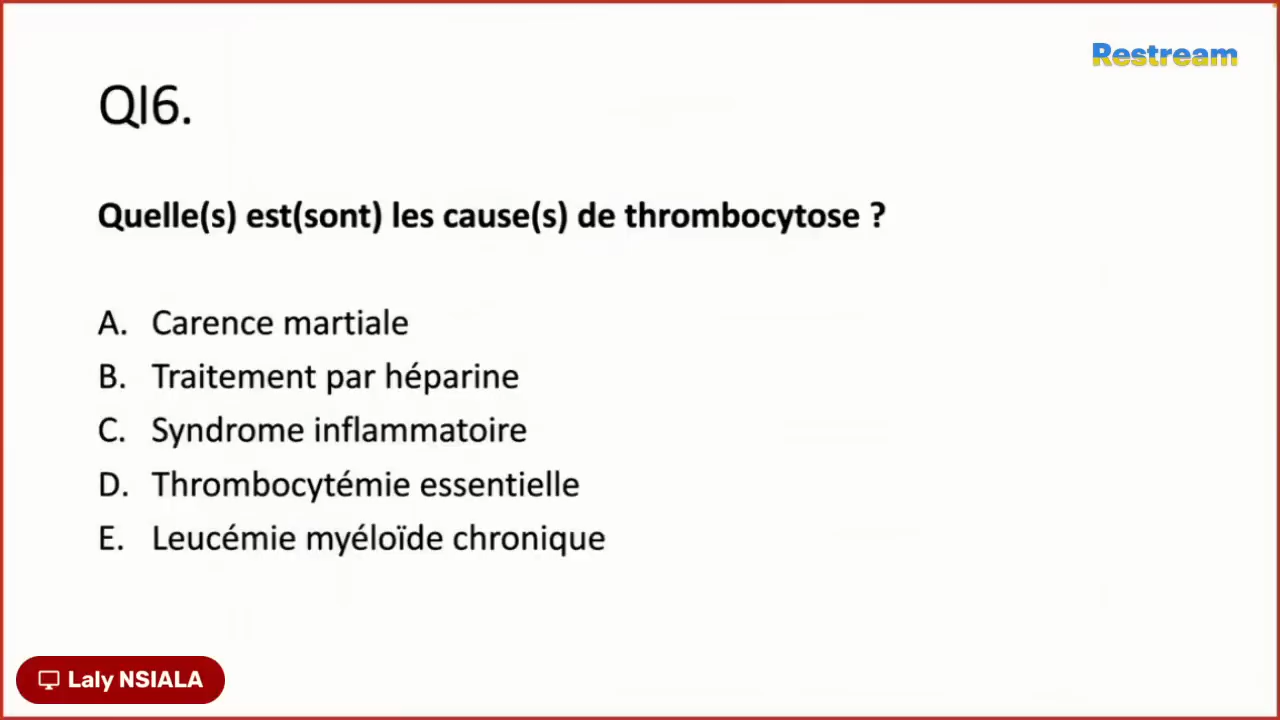 Restream
QI6.
Quelle(s) est(sont) les cause(s) de thrombocytose ?
A. Carence martiale
B. Traitement par héparine
C. Syndrome inflammatoire
D. Thrombocytémie essentielle
E. Leucémie myéloïde chronique
Laly NSIALA